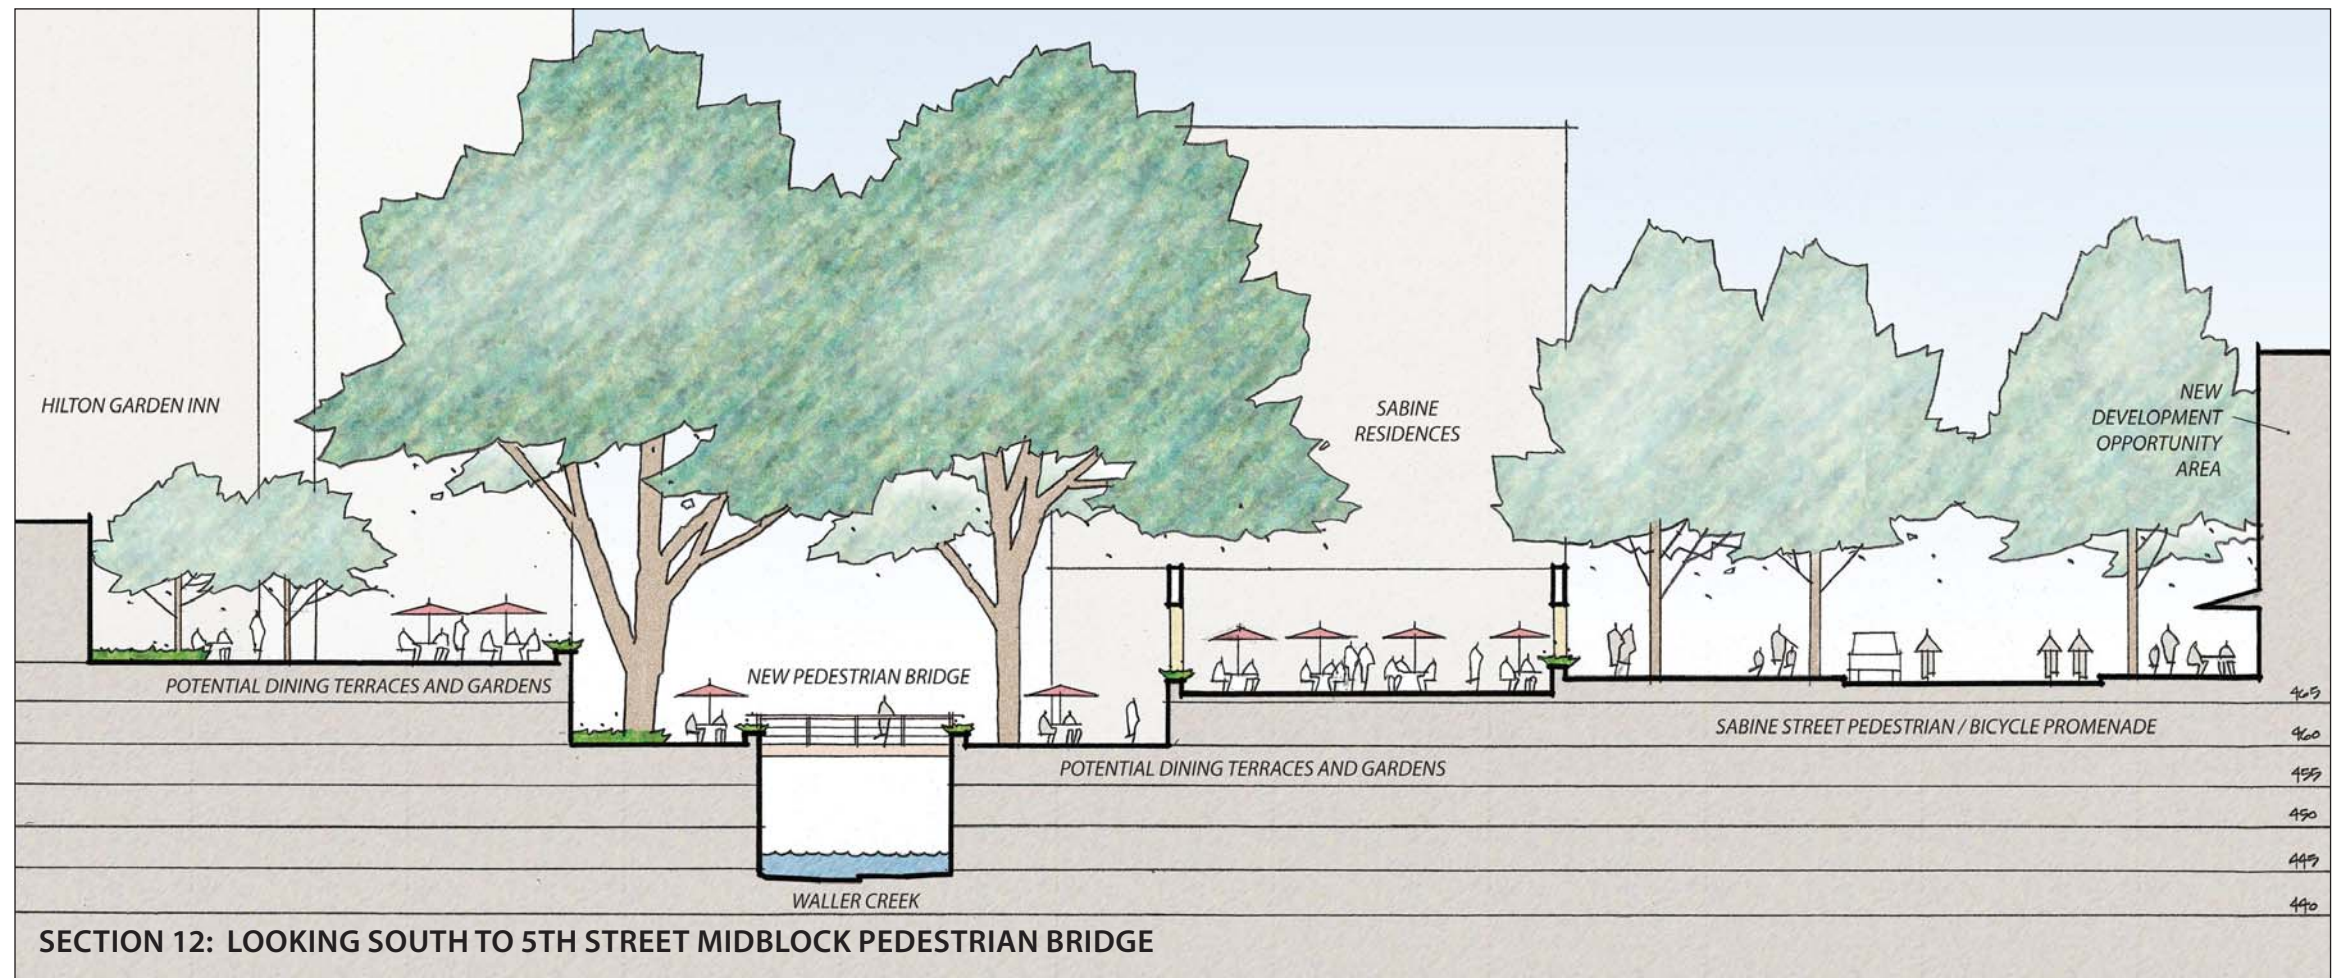 HILTON GARDEN INN
SABINE
RESIDENCES
NEW
DEVELOPMENT
OPPORTUNITY
AREA
NEW PEDESTRIAN BRIDGE
POTENTIAL DINING TERRACES AND GARDENS
465
SABINE STREET PEDESTRIAN / BICYCLE PROMENADE
460
POTENTIAL DINING TERRACES AND GARDENS
455
450
445
WALLER CREEK
440
SECTION 12: LOOKING SOUTH TO 5TH STREET MIDBLOCK PEDESTRIAN BRIDGE